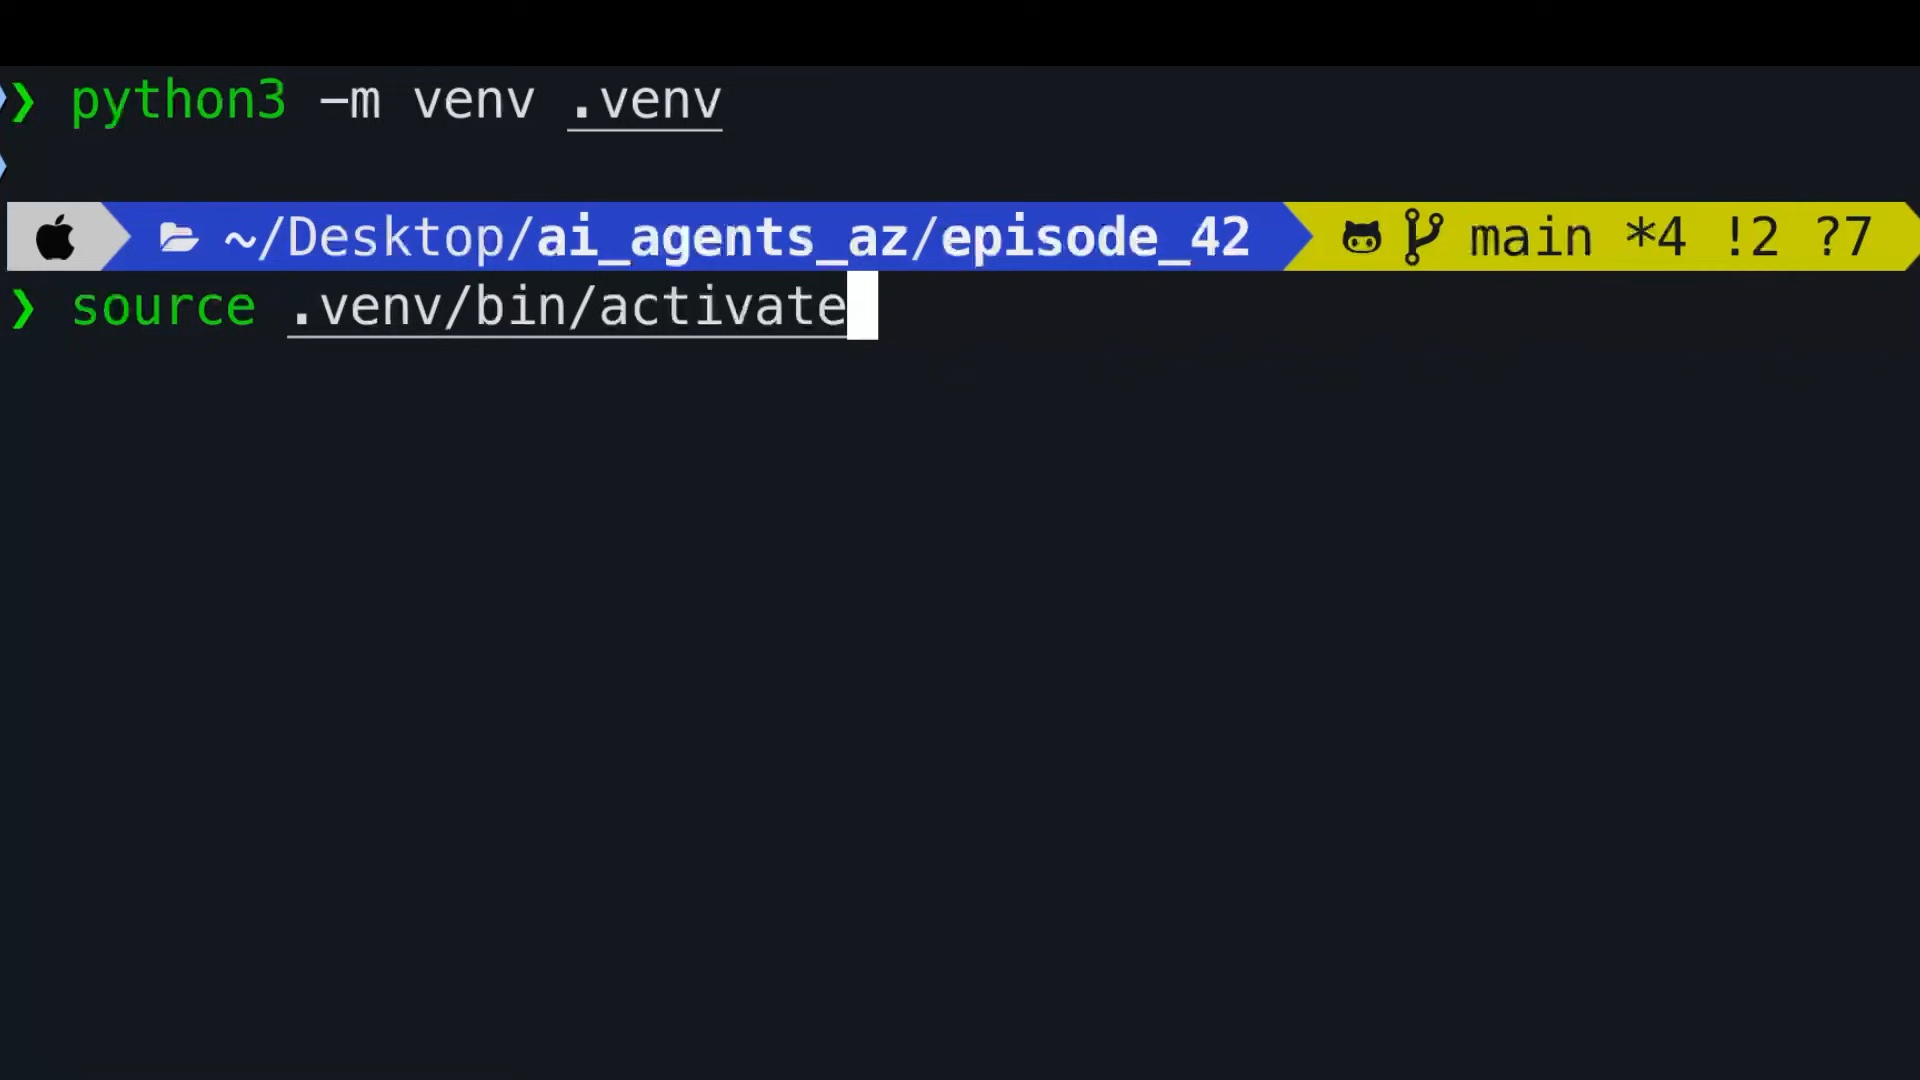 ❯ python3 -m venv .venv
~/Desktop/ai_agents_az/episode_42 main *4 !2 ?7
❯ source .venv/bin/activate